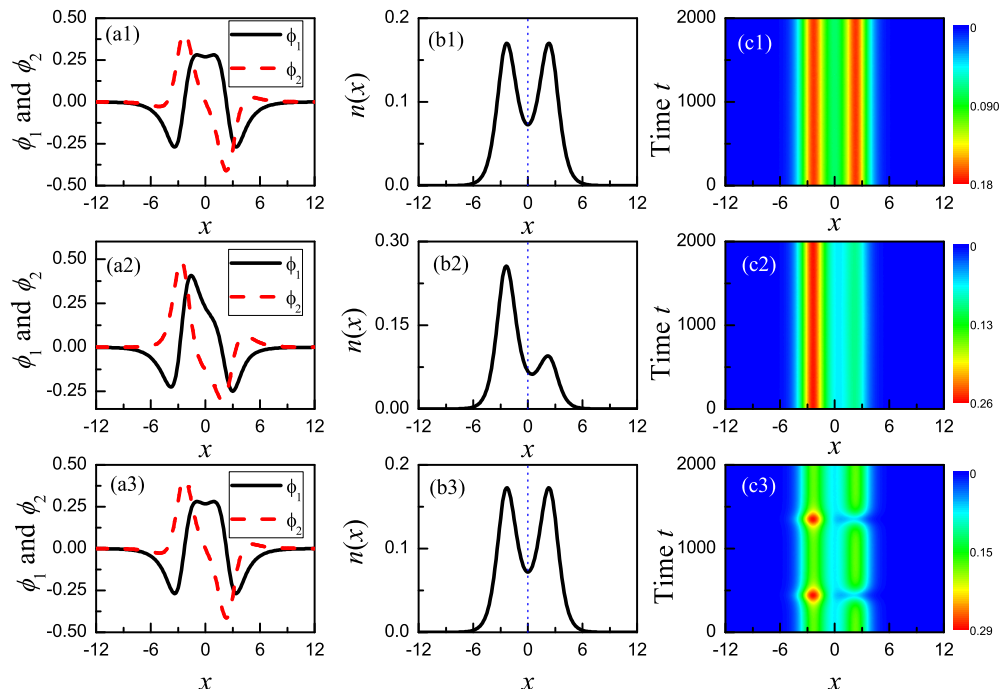 0.50 0.25 0.00 -0.25 -0.50
ϕ1 and ϕ2
(a1)
ϕ1
ϕ2
-12 -6 0 6 12
x
0.2 0.1 0.0
n(x)
(b1)
-12 -6 0 6 12
x
2000 1000 0
Time t
(c1)
-12 -6 0 6 12
x
0 0.090 0.18
0.50 0.25 0.00 -0.25
ϕ1 and ϕ2
(a2)
ϕ1
ϕ2
-12 -6 0 6 12
x
0.30 0.15 0.00
n(x)
(b2)
-12 -6 0 6 12
x
2000 1000 0
Time t
(c2)
-12 -6 0 6 12
x
0 0.13 0.26
0.50 0.25 0.00 -0.25 -0.50
ϕ1 and ϕ2
(a3)
ϕ1
ϕ2
-12 -6 0 6 12
x
0.2 0.1 0.0
n(x)
(b3)
-12 -6 0 6 12
x
2000 1000 0
Time t
(c3)
-12 -6 0 6 12
x
0 0.15 0.29